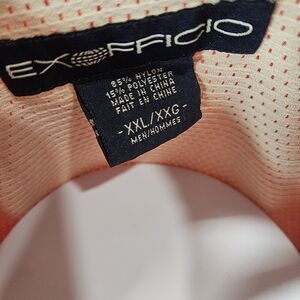 EXOFFICIO
85% NYLON
15% POLYESTER
MADE IN CHINA
FAIT EN CHINE
-XXL/XXG-
MEN/HOMMES